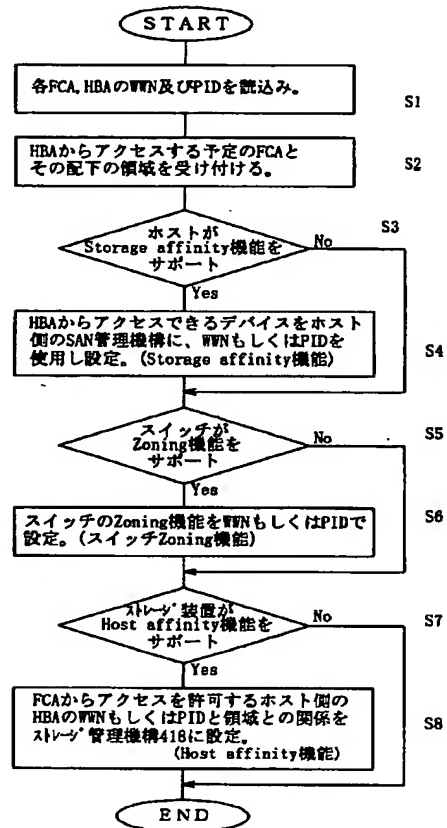 START
各FCA,HBAのWWN及びPIDを読込み。
S1
HBAからアクセスする予定のFCAと
その配下の領域を受け付ける。
S2
S3
ホストが
Storage affinity機能を
サポート
No
Yes
HBAからアクセスできるデバイスをホスト
側のSAN管理機構に、WWNもしくはPIDを
使用し設定。(Storage affinity機能)
S4
S5
スイッチが
Zoning機能を
サポート
No
Yes
スイッチのZoning機能をWWNもしくはPIDで
設定。(スイッチZoning機能)
S6
S7
ストレージ装置が
Host affinity機能を
サポート
No
Yes
FCAからアクセスを許可するホスト側の
HBAのWWNもしくはPIDと領域との関係を
ストレージ管理機構418に設定。
(Host affinity機能)
S8
END